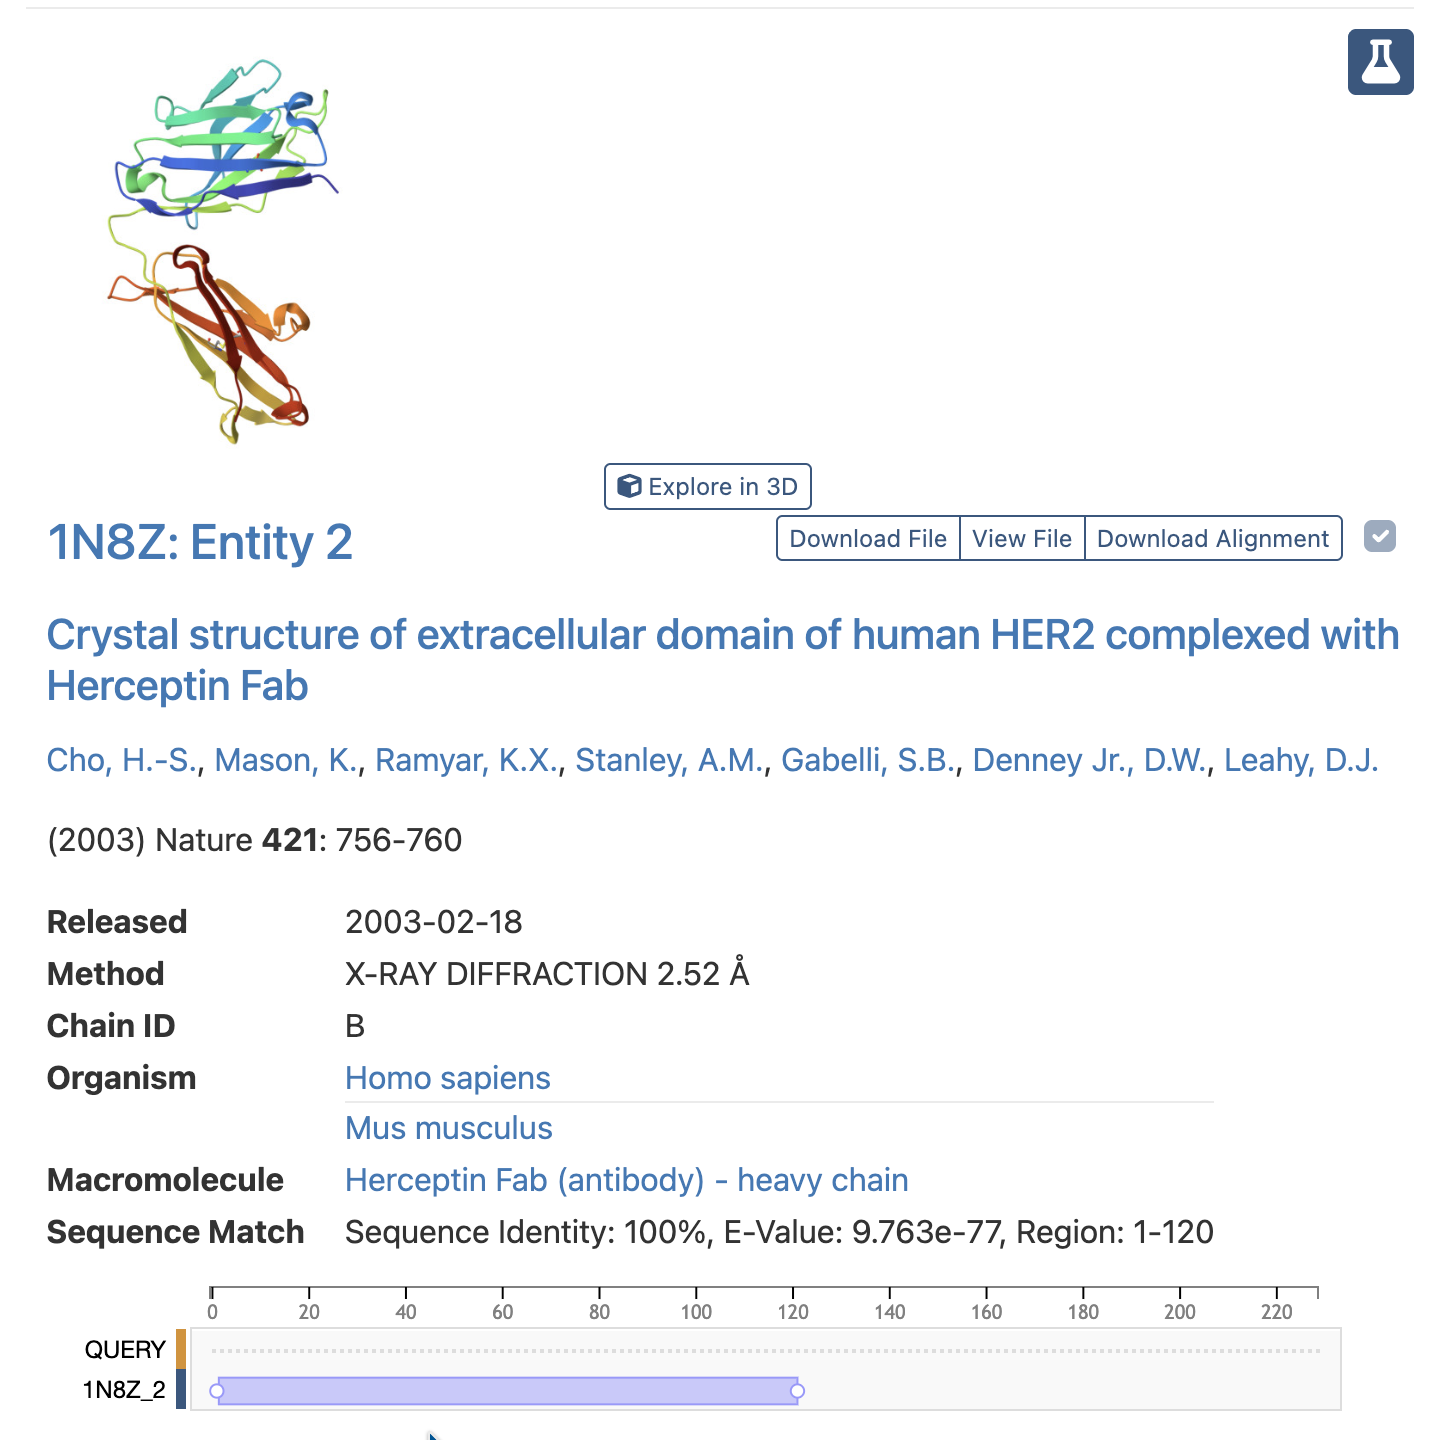 Explore in 3D
1N8Z: Entity 2
Download File View File Download Alignment
Crystal structure of extracellular domain of human HER2 complexed with
Herceptin Fab
Cho, H.-S., Mason, K., Ramyar, K.X., Stanley, A.M., Gabelli, S.B., Denney Jr., D.W., Leahy, D.J.
(2003) Nature 421: 756-760
Released 2003-02-18
Method X-RAY DIFFRACTION 2.52 Å
Chain ID B
Organism Homo sapiens
Mus musculus
Macromolecule Herceptin Fab (antibody) - heavy chain
Sequence Match Sequence Identity: 100%, E-Value: 9.763e-77, Region: 1-120
0 20 40 60 80 100 120 140 160 180 200 220
QUERY
1N8Z_2